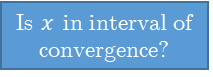 Is x in interval of
convergence?